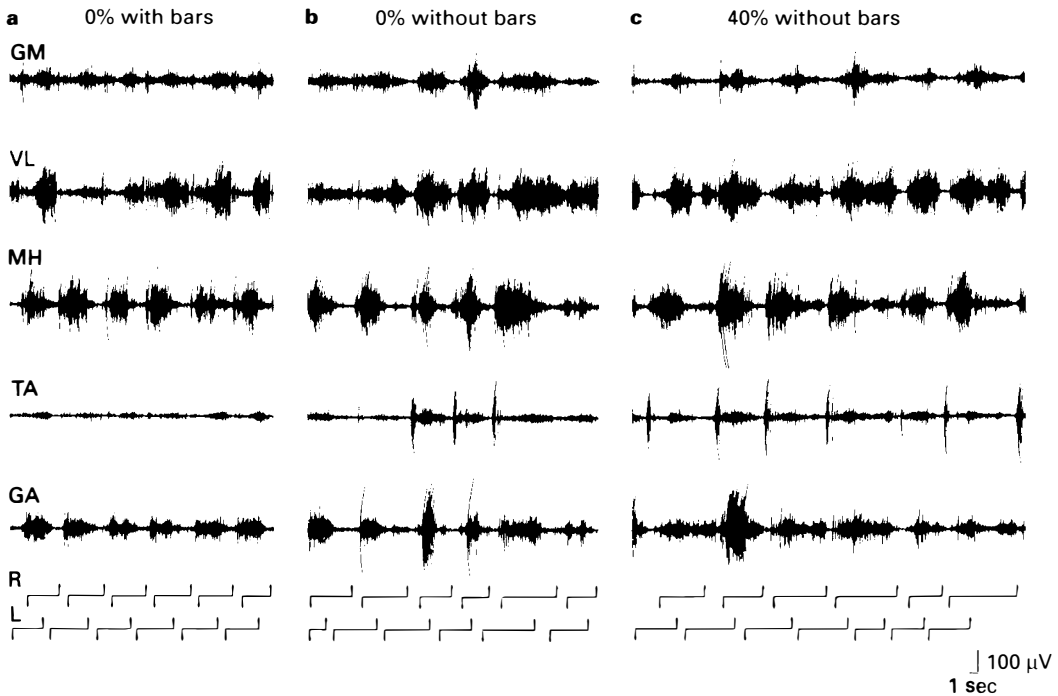 a 0% with bars b 0% without bars c 40% without bars
GM
VL
MH
TA
GA
R
L
100 μV
1 sec